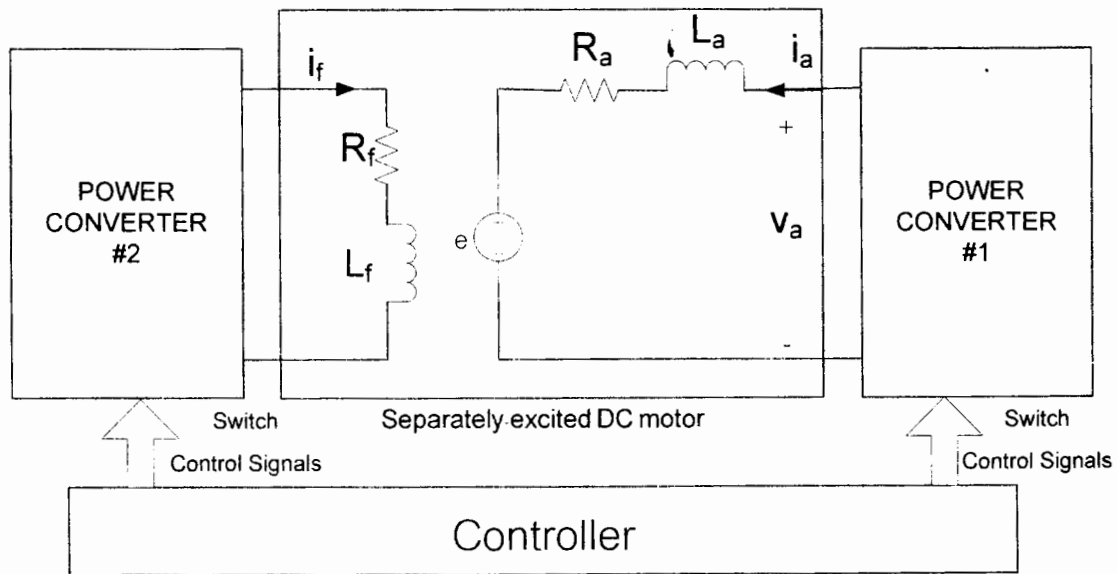 i_f
R_a
L_a
i_a
R_f
L_f
e
+
v_a
-
POWER
CONVERTER
#2
POWER
CONVERTER
#1
Separately-excited DC motor
Switch
Control Signals
Switch
Control Signals
Controller